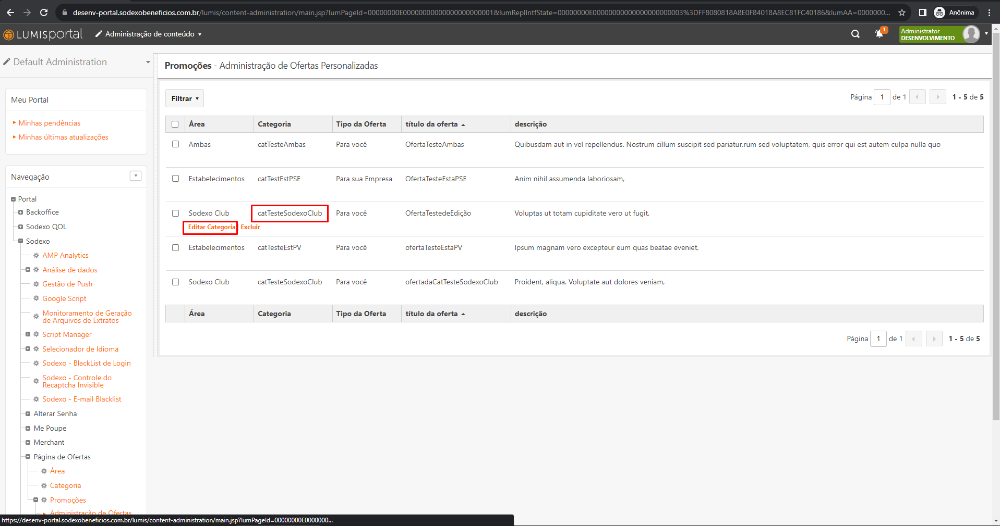 desenv-portal.sodexobeneficios.com.br/lumis/content-administration/main.jsp?lumPageId=00000000E00000000000000000000001&lumReplIntfState=00000000E00000000000000000000003%3DFF8080818A8E0F84018A8EC81FC40186&lumAA=0000000...
Anônima
LUMISPORTAL
Administração de conteúdo
1
Administrator
DESENVOLVIMENTO
Default Administration
Promoções - Administração de Ofertas Personalizadas
Meu Portal
Minhas pendências
Minhas últimas atualizações
Navegação
Portal
Backoffice
Sodexo QOL
Sodexo
AMP Analytics
Análise de dados
Gestão de Push
Google Script
Monitoramento de Geração
de Arquivos de Extratos
Script Manager
Selecionador de Idioma
Sodexo - BlackList de Login
Sodexo - Controle do
Recaptcha Invisible
Sodexo - E-mail Blacklist
Alterar Senha
Me Poupe
Merchant
Página de Ofertas
Área
Categoria
Promoções
Administração de Ofertas
Filtrar
Página 1 de 1 1 - 5 de 5
Área Categoria Tipo da Oferta título da oferta descrição
Ambas catTesteAmbas Para você OfertaTesteAmbas Quibusdam aut in vel repellendus. Nostrum cillum suscipit sed pariatur.rum sed voluptatem, quis error qui est autem culpa nulla quo
Estabelecimentos catTestEstPSE Para sua Empresa OfertaTesteEstaPSE Anim nihil assumenda laboriosam,
Sodexo Club catTesteSodexoClub Para você OfertaTestedeEdição Voluptas ut totam cupiditate vero ut fugit,
Editar Categoria | Excluir
Estabelecimentos catTesteEstPV Para você ofertaTesteEstaPV Ipsum magnam vero excepteur eum quas beatae eveniet,
Sodexo Club catTesteSodexoClub Para você ofertadaCatTesteSodexoClub Proident, aliqua. Voluptate aut dolores veniam,
Área Categoria Tipo da Oferta título da oferta descrição
Página 1 de 1 1 - 5 de 5
https://desenv-portal.sodexobeneficios.com.br/lumis/content-administration/main.jsp?lumPageId=00000000E0000000...